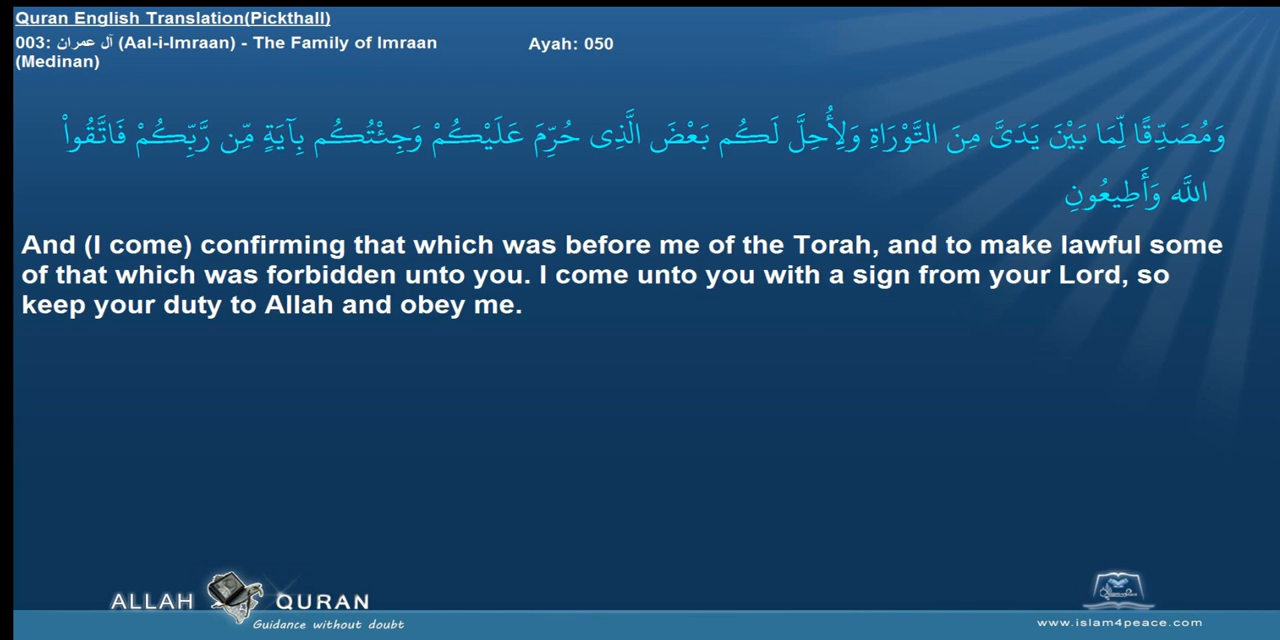 Quran English Translation(Pickthall)
003: آل عمران (Aal-i-Imraan) - The Family of Imraan
(Medinan)
Ayah: 050
وَمُصَدِّقًا لِّمَا بَيْنَ يَدَىَّ مِنَ التَّوْرَاةِ وَلِأُحِلَّ لَكُم بَعْضَ الَّذِى حُرِّمَ عَلَيْكُمْ وَجِئْتُكُم بِآيَةٍ مِّن رَّبِّكُمْ فَاتَّقُواْ
اللَّه وَأَطِيعُونِ
And (I come) confirming that which was before me of the Torah, and to make lawful some
of that which was forbidden unto you. I come unto you with a sign from your Lord, so
keep your duty to Allah and obey me.
ALLAH QURAN
Guidance without doubt
www.islam4peace.com